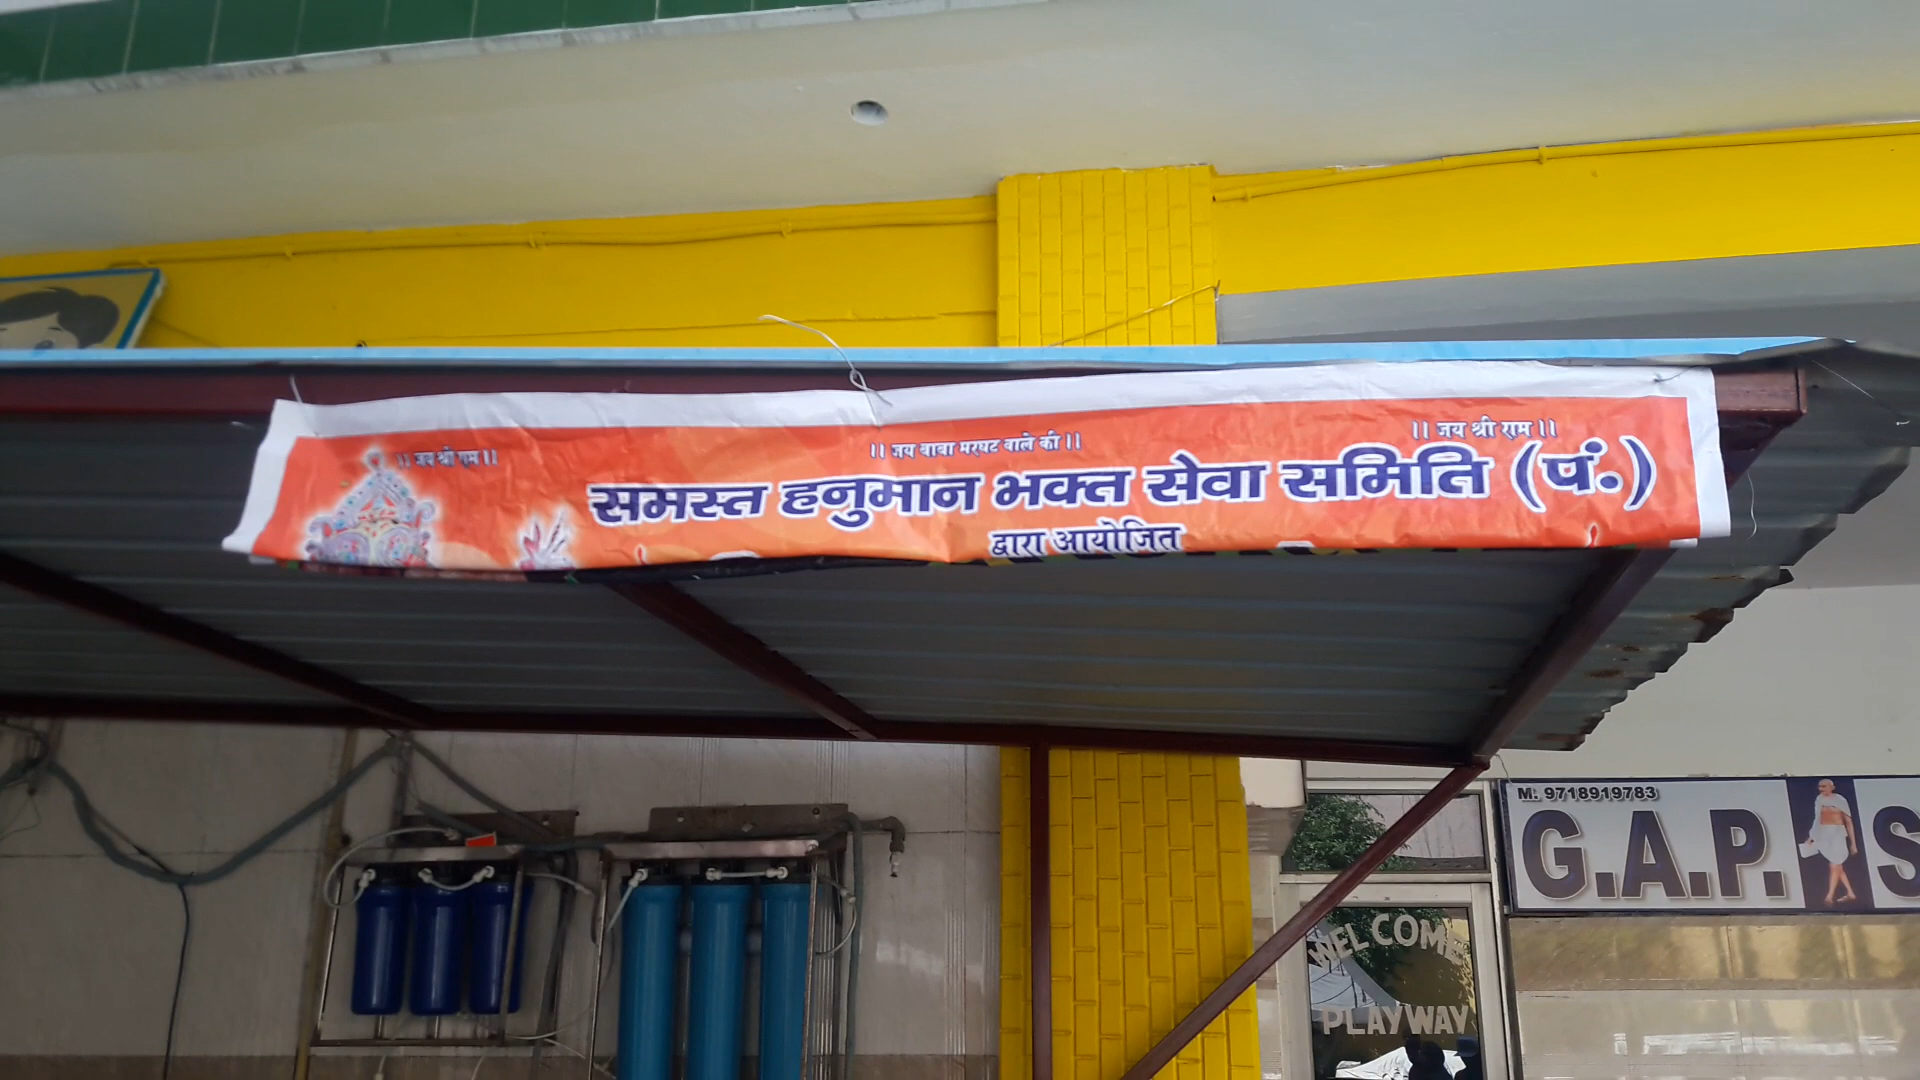 || जय श्री राम ||
|| जय बाबा मरघट वाले की ||
|| जय श्री राम ||
समस्त हनुमान भक्त सेवा समिति (पं.)
द्वारा आयोजित
M. 9718919783
G.A.P. S
WELCOME
PLAYWAY